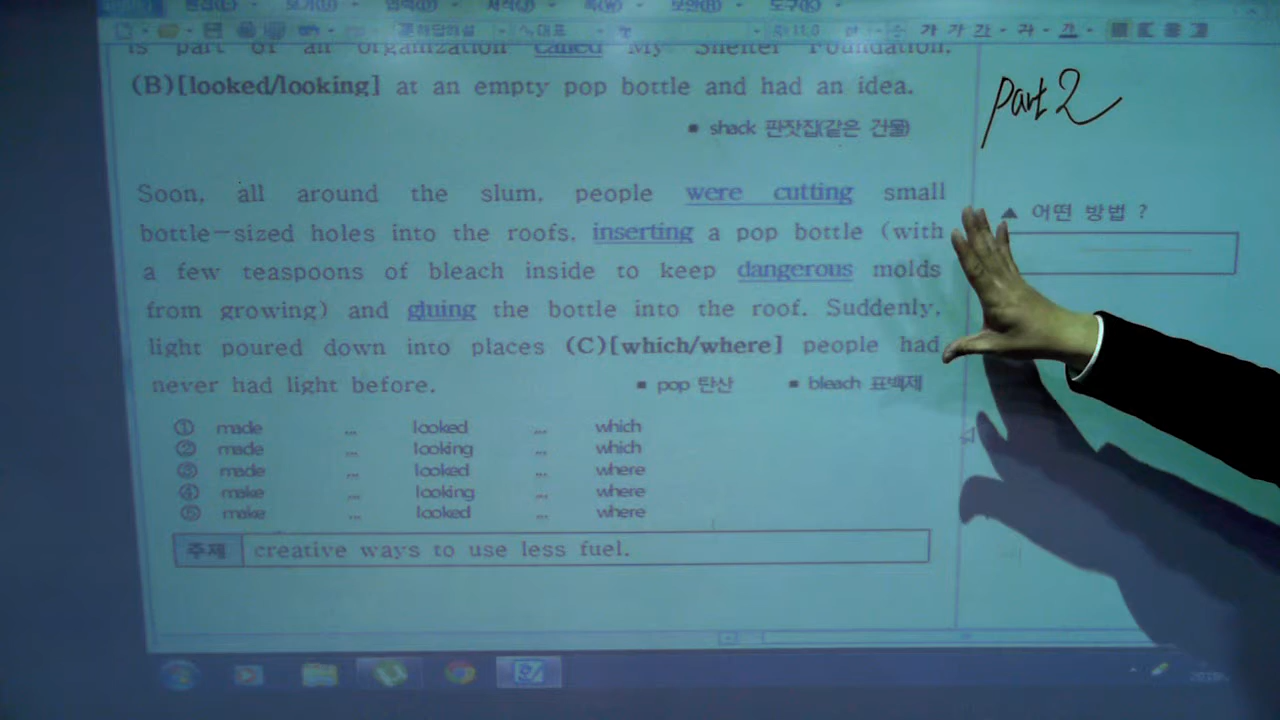 is part of an organization called My Shelter Foundation,
(B)[looked/looking] at an empty pop bottle and had an idea.
▪ shack 판잣집(같은 건물)
Part 2
Soon, all around the slum, people were cutting small
bottle-sized holes into the roofs, inserting a pop bottle (with
a few teaspoons of bleach inside to keep dangerous molds
from growing) and gluing the bottle into the roof. Suddenly,
light poured down into places (C)[which/where] people had
never had light before.
▪ pop 탄산 ▪ bleach 표백제
▲ 어떤 방법 ?
① made ... looked ... which
② made ... looking ... which
③ made ... looked ... where
④ make ... looking ... where
⑤ make ... looked ... where
주제 creative ways to use less fuel.